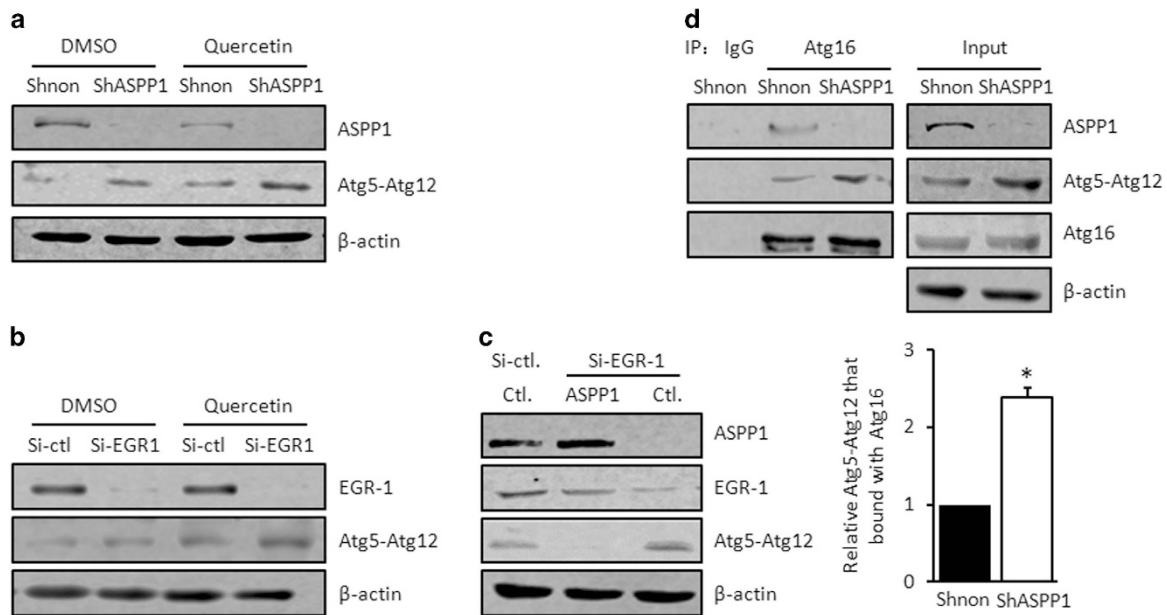 a
DMSO Quercetin
Shnon ShASPP1 Shnon ShASPP1
ASPP1
Atg5-Atg12
β-actin
b
DMSO Quercetin
Si-ctl Si-EGR1 Si-ctl Si-EGR1
EGR-1
Atg5-Atg12
β-actin
c
Si-ctl. Si-EGR-1
Ctl. ASPP1 Ctl.
ASPP1
EGR-1
Atg5-Atg12
β-actin
d
IP: IgG Atg16 Input
Shnon Shnon ShASPP1 Shnon ShASPP1
ASPP1
Atg5-Atg12
Atg16
β-actin
Relative Atg5-Atg12 that
bound with Atg16
3
2
1
0
*
Shnon ShASPP1